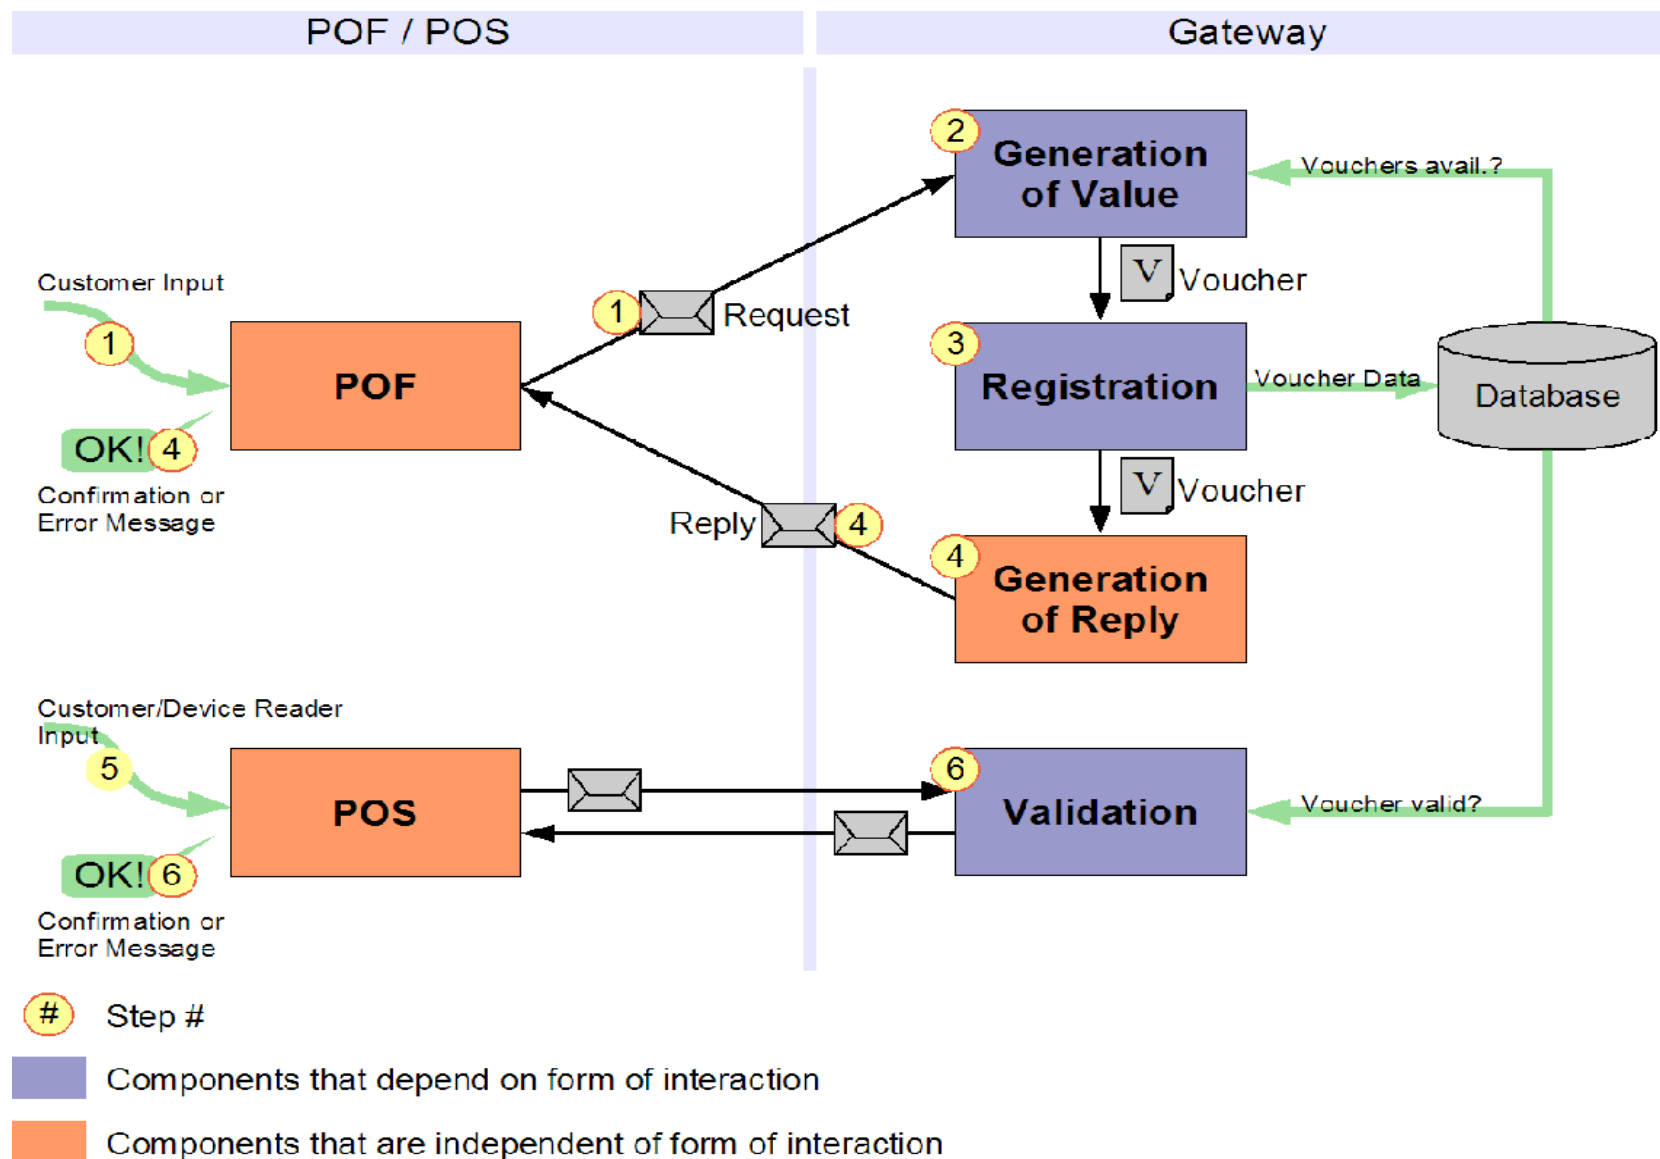 POF / POS
Gateway
2
Generation
of Value
Vouchers avail.?
V
Voucher
Customer Input
1
1
Request
POF
3
Registration
Voucher Data
Database
OK!
4
Confirmation or
Error Message
V
Voucher
Reply
4
4
Generation
of Reply
Customer/Device Reader
Input
5
POS
6
Validation
Voucher valid?
OK!
6
Confirmation or
Error Message
#
Step #
Components that depend on form of interaction
Components that are independent of form of interaction